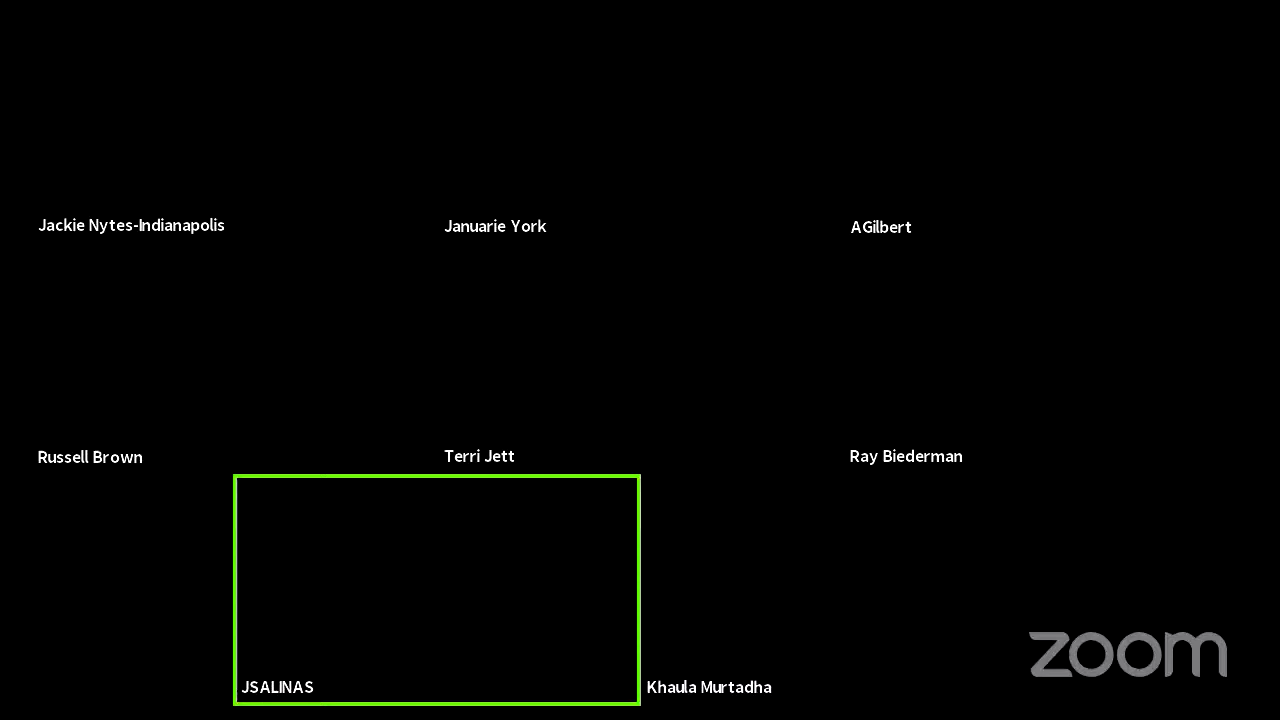 Jackie Nytes-Indianapolis
Januarie York
AGilbert
Russell Brown
Terri Jett
Ray Biederman
JSALINAS
Khaula Murtadha
zoom